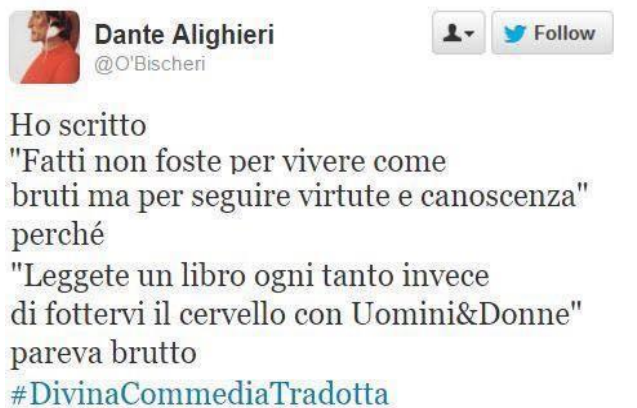 Dante Alighieri
@O'Bischeri
Follow
Ho scritto
"Fatti non foste per vivere come
bruti ma per seguire virtute e canoscenza"
perché
"Leggete un libro ogni tanto invece
di fottervi il cervello con Uomini&Donne"
pareva brutto
#DivinaCommediaTradotta